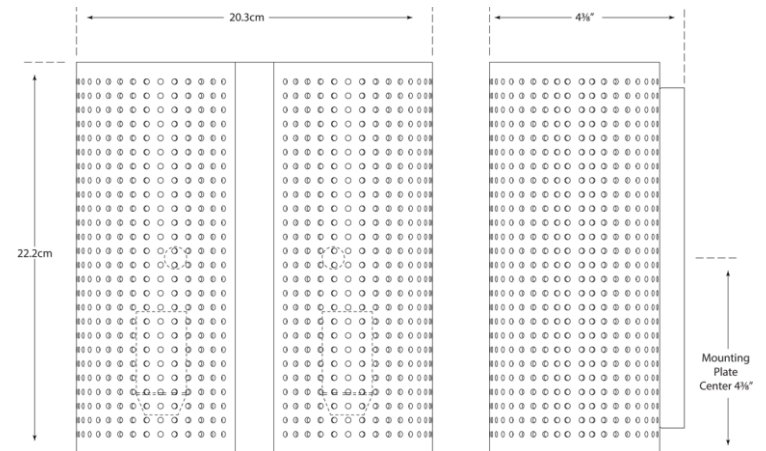 20.3cm
4⅜"
22.2cm
Mounting
Plate
Center 4⅜"